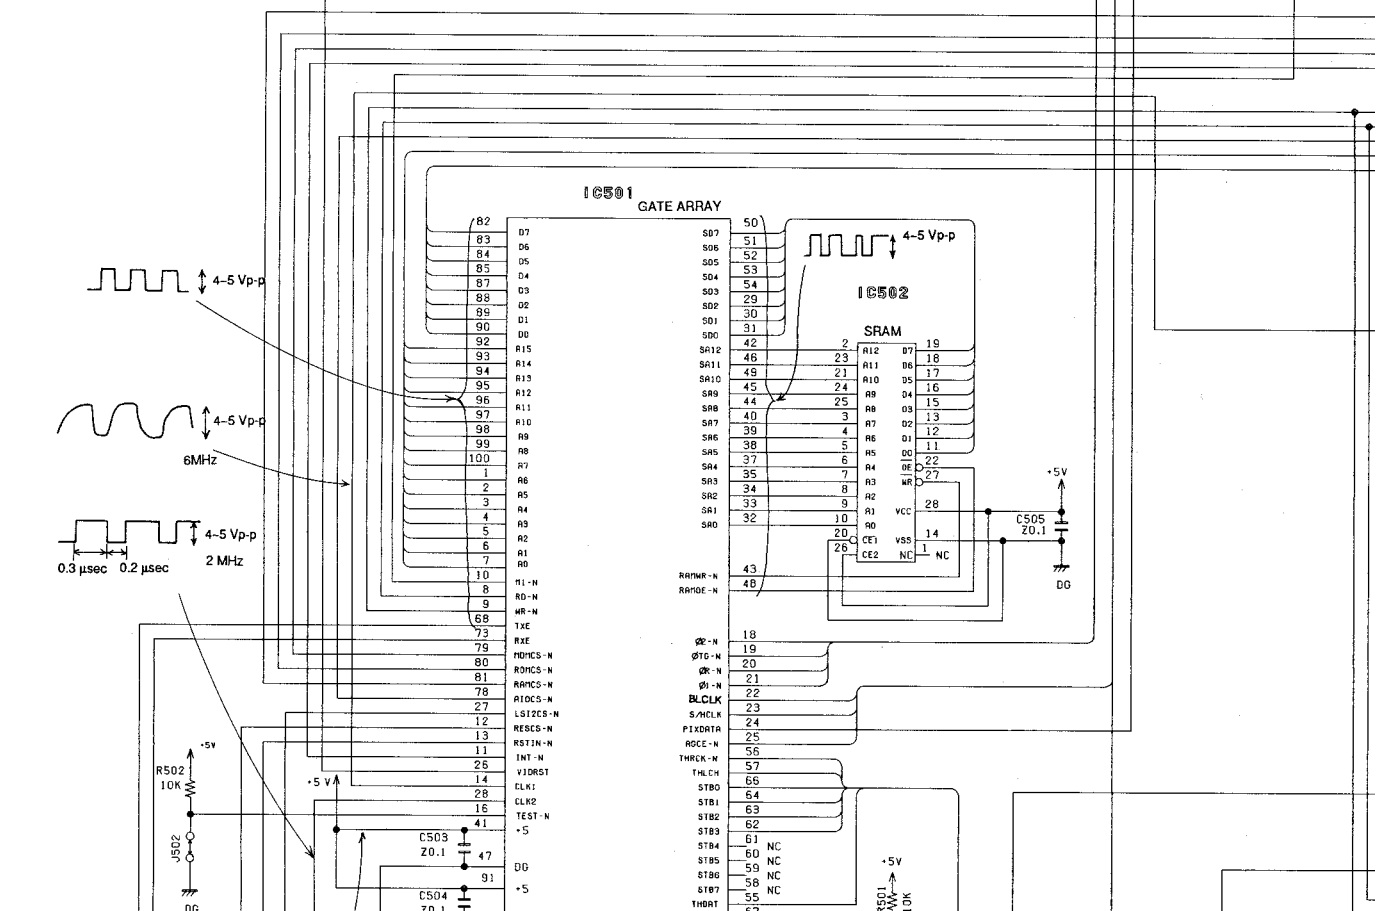 IC501
GATE ARRAY
82 D7
83 D6
84 D5
85 D4
87 D3
88 D2
89 D1
90 D0
92 A15
93 A14
94 A13
95 A12
96 A11
97 A10
98 A9
99 A8
100 A7
1 A6
2 A5
3 A4
4 A3
5 A2
6 A1
7 A0
10 M1-N
8 RD-N
9 WR-N
68 TXE
73 RXE
79 MDMCS-N
80 ROMCS-N
81 RAMCS-N
78 AIOCS-N
27 LSI2CS-N
12 RESCS-N
13 RSTIN-N
11 INT-N
26 VIDRST
14 CLK1
28 CLK2
16 TEST-N
41 +5
47 DG
91 +5
50 SD7
51 SD6
52 SD5
53 SD4
54 SD3
29 SD2
30 SD1
31 SD0
42 SA12
46 SA11
49 SA10
45 SA9
44 SA8
40 SA7
39 SA6
38 SA5
37 SA4
35 SA3
34 SA2
33 SA1
32 SA0
43 RAMWR-N
48 RAMOE-N
18 Ø2-N
19 ØTG-N
20 ØR-N
21 Ø1-N
22 BLCLK
23 S/HCLK
24 PIXDATA
25 AGCE-N
56 THRCK-N
57 THLCH
66 STB0
64 STB1
63 STB2
62 STB3
61 STB4 NC
60 STB5 NC
59 STB6 NC
58 STB7 NC
55 THDAT
4~5 Vp-p
IC502
SRAM
2 A12
23 A11
21 A10
24 A9
25 A8
3 A7
4 A6
5 A5
6 A4
7 A3
8 A2
9 A1
10 A0
20 CE1
26 CE2
D7 19
D6 18
D5 17
D4 16
D3 15
D2 13
D1 12
D0 11
OE 22
WR 27
VCC 28
VSS 14
NC 1 NC
+5V
C505
Z0.1
DG
4~5 Vp-p
4~5 Vp-p
6MHz
4~5 Vp-p
2 MHz
0.3 µsec 0.2 µsec
+5V
R502
10K
J502
DG
+5 V
C503
Z0.1
C504
Z0.1
+5V
R501
10K